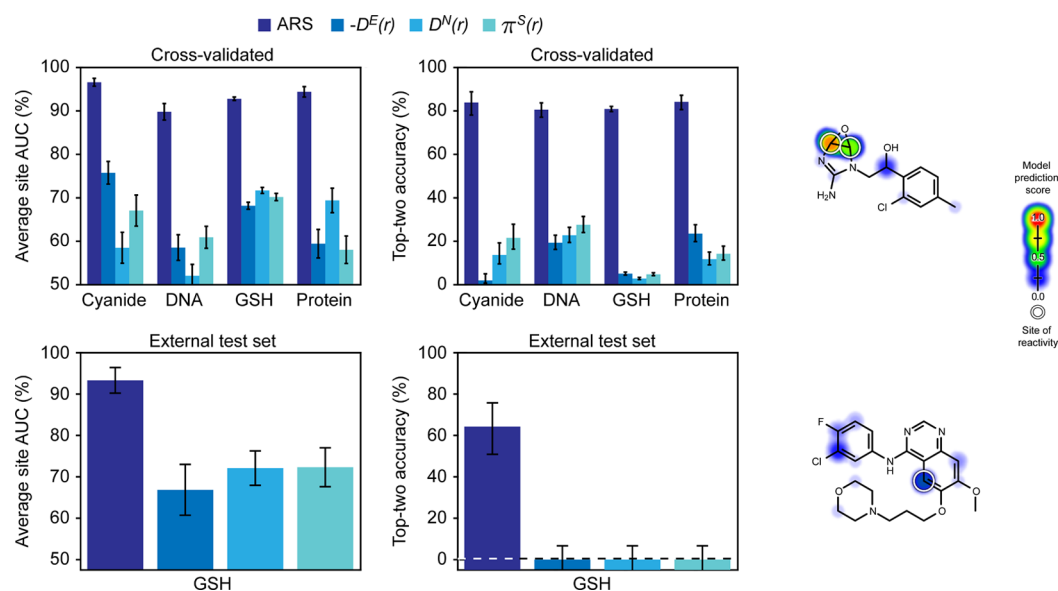 ARS -Dᴱ(r) Dᴺ(r) πˢ(r)
Cross-validated
Average site AUC (%)
100
90
80
70
60
50
Cyanide DNA GSH Protein
Cross-validated
Top-two accuracy (%)
100
80
60
40
20
0
Cyanide DNA GSH Protein
O
N
N
H₂N
OH
Cl
Model
prediction
score
1.0
0.5
0.0
Site of
reactivity
External test set
Average site AUC (%)
100
90
80
70
60
50
GSH
External test set
Top-two accuracy (%)
100
80
60
40
20
0
GSH
F
Cl
N
H
N
N
O
N
O
O